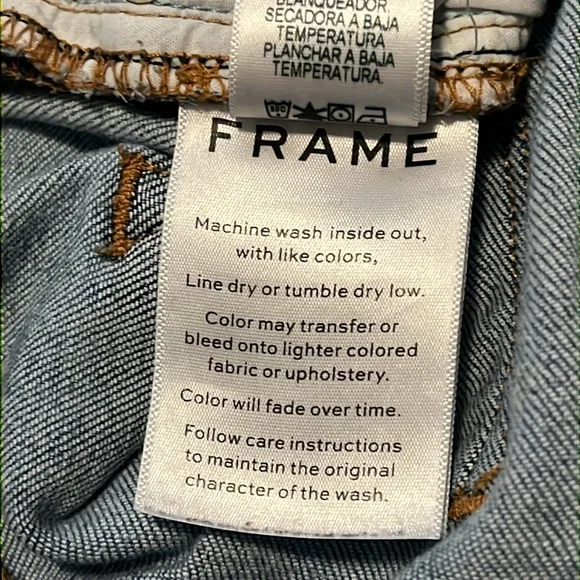 BLANQUEADOR
SECADORA A BAJA
TEMPERATURA
PLANCHAR A BAJA
TEMPERATURA.
FRAME
Machine wash inside out,
with like colors,
Line dry or tumble dry low.
Color may transfer or
bleed onto lighter colored
fabric or upholstery.
Color will fade over time.
Follow care instructions
to maintain the original
character of the wash.